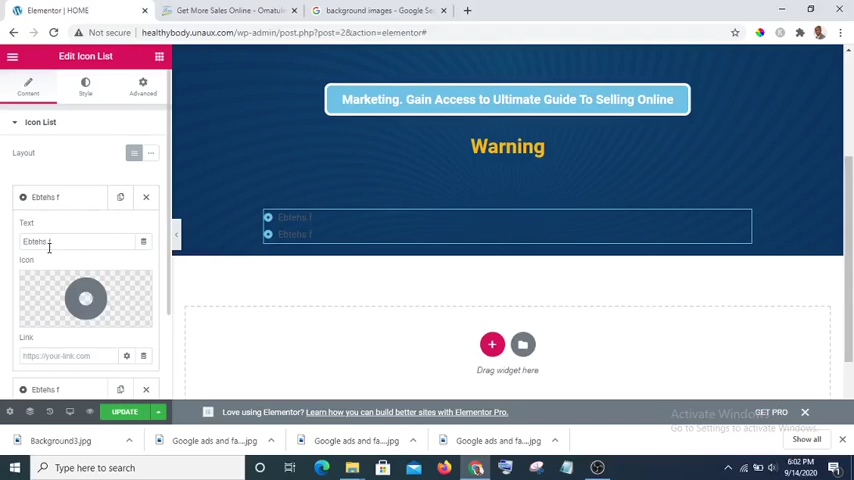 Elementor | HOME
Get More Sales Online - Omatul
background images - Google Se
healthybody.unaux.com/wp-admin/post.php?post=2&action=elementor#
Edit Icon List
Content
Style
Advanced
Icon List
Layout
Ebtehs f
Text
Ebtehs f
Icon
Link
https://your-link.com
Ebtehs f
UPDATE
Marketing. Gain Access to Ultimate Guide To Selling Online
Warning
Ebtehs f
Ebtehs f
Drag widget here
Love using Elementor? Learn how you can build better sites with Elementor Pro.
GET PRO
Activate Windows
Go to Settings to activate Windows.
Background3.jpg
Google ads and fa....jpg
Google ads and fa....jpg
Google ads and fa....jpg
Show all
Type here to search
6:02 PM
9/14/2020